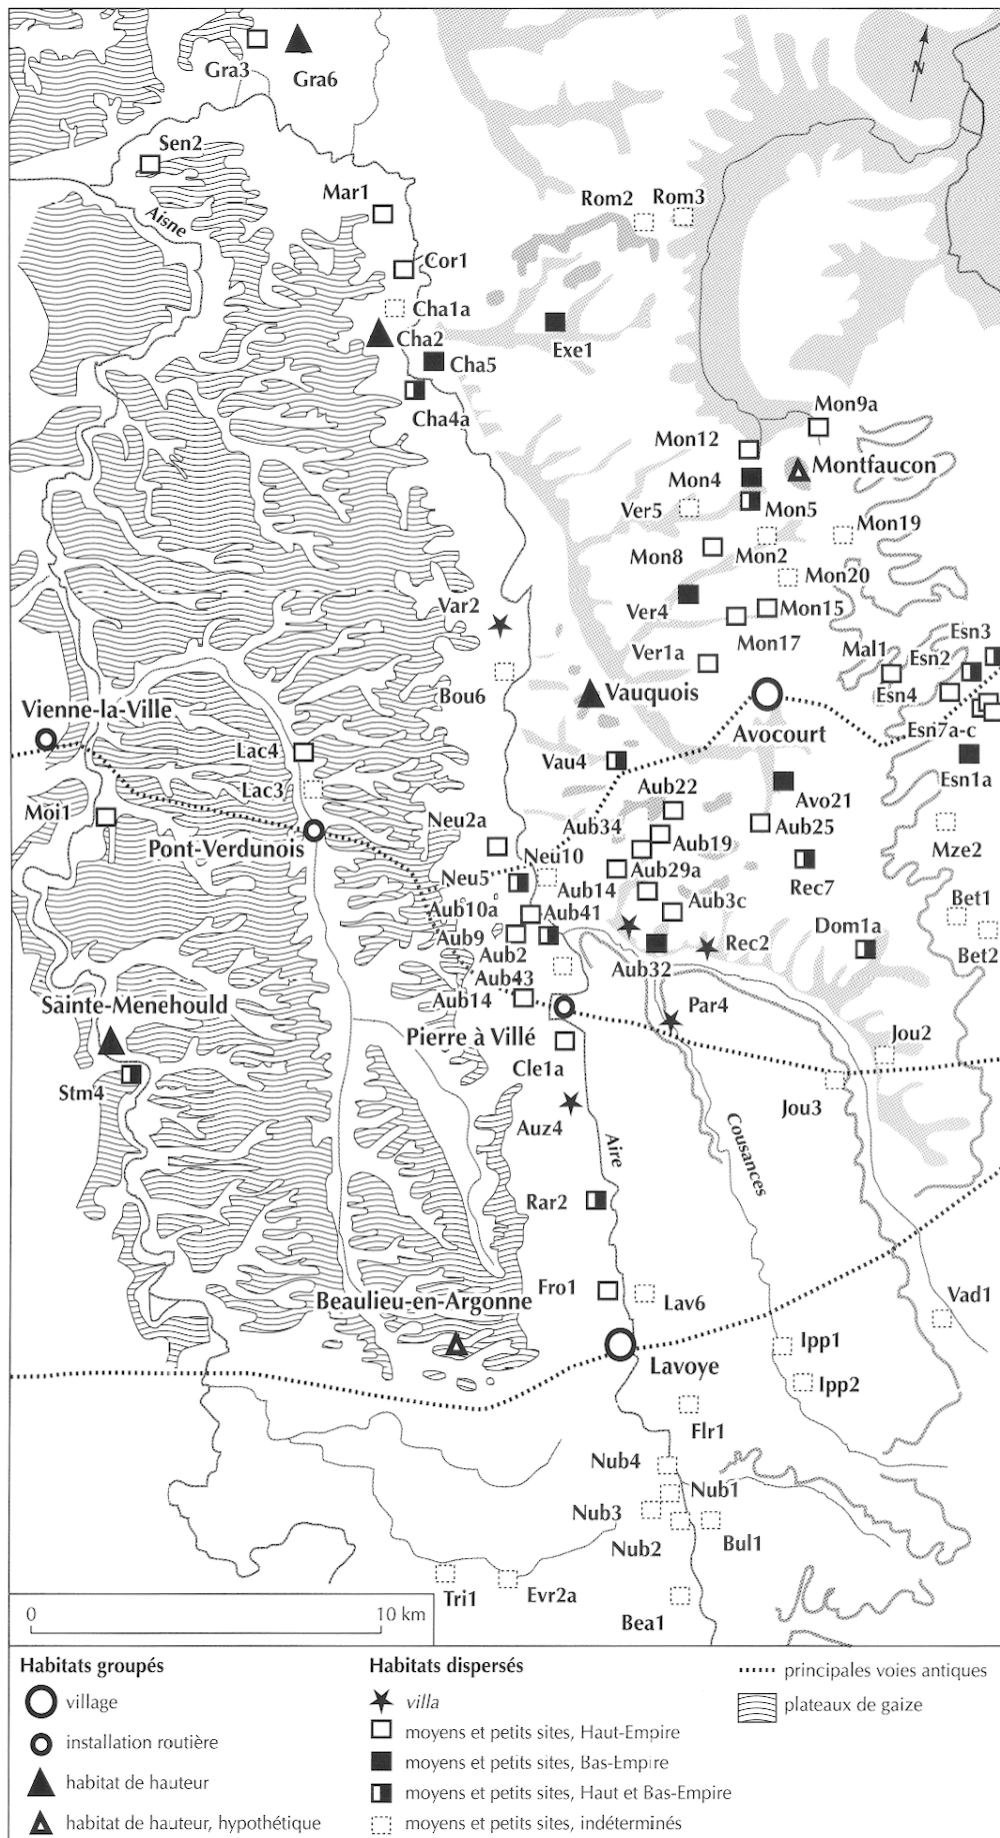 N
Gra3
Gra6
Sen2
Aisne
Mar1
Rom2
Rom3
Cor1
Cha1a
Cha2
Exe1
Cha5
Cha4a
Mon9a
Mon12
Montfaucon
Mon4
Ver5
Mon5
Mon19
Mon8
Mon2
Mon20
Var2
Ver4
Mon15
Mon17
Esn3
Ver1a
Mal1
Esn2
Bou6
Vauquois
Esn4
Vienne-la-Ville
Avocourt
Esn7a-c
Lac4
Vau4
Esn1a
Lac3
Aub22
Avo21
Moi1
Neu2a
Aub34
Aub25
Pont-Verdunois
Aub19
Mze2
Neu10
Aub29a
Neu5
Aub14
Rec7
Bet1
Aub10a
Aub41
Aub3c
Dom1a
Aub9
Aub2
Rec2
Bet2
Aub43
Aub32
Sainte-Menehould
Aub14
Par4
Pierre à Villé
Jou2
Cle1a
Stm4
Jou3
Auz4
Aire
Cousances
Rar2
Fro1
Lav6
Beaulieu-en-Argonne
Vad1
Ipp1
Lavoye
Ipp2
Flr1
Nub4
Nub1
Nub3
Nub2
Bul1
Tri1
Evr2a
Bea1
0 10 km
Habitats groupés
village
installation routière
habitat de hauteur
habitat de hauteur, hypothétique
Habitats dispersés
villa
moyens et petits sites, Haut-Empire
moyens et petits sites, Bas-Empire
moyens et petits sites, Haut et Bas-Empire
moyens et petits sites, indéterminés
principales voies antiques
plateaux de gaize